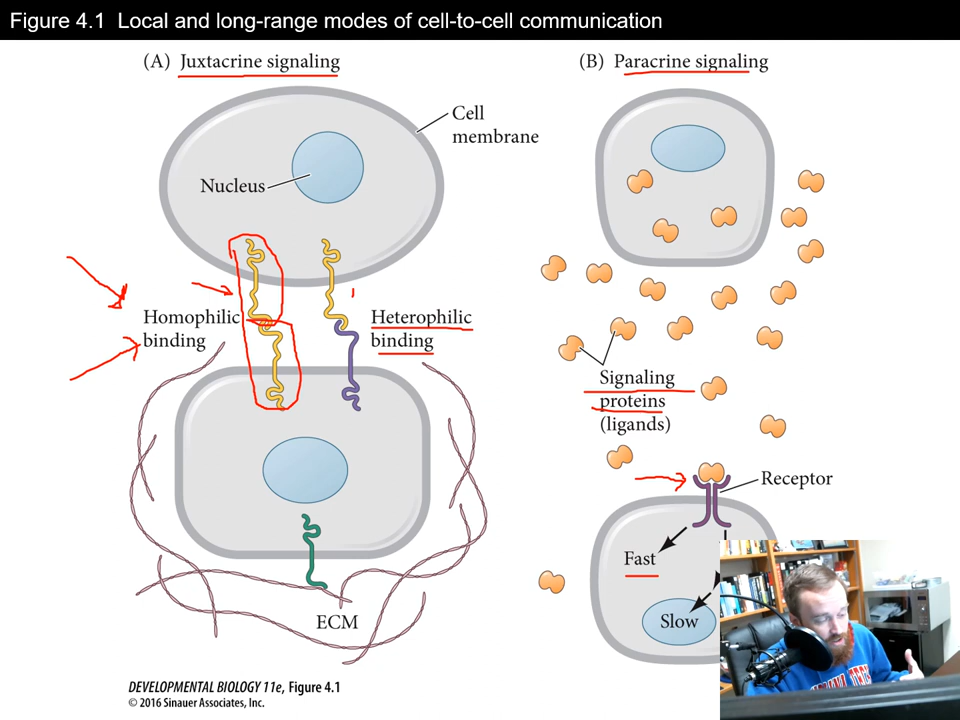 Figure 4.1 Local and long-range modes of cell-to-cell communication
(A) Juxtacrine signaling
(B) Paracrine signaling
Cell
membrane
Nucleus
Homophilic
binding
Heterophilic
binding
Signaling
proteins
(ligands)
Receptor
Fast
Slow
ECM
DEVELOPMENTAL BIOLOGY 11e, Figure 4.1
© 2016 Sinauer Associates, Inc.